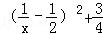 (1/x − 1/2)²+3/4